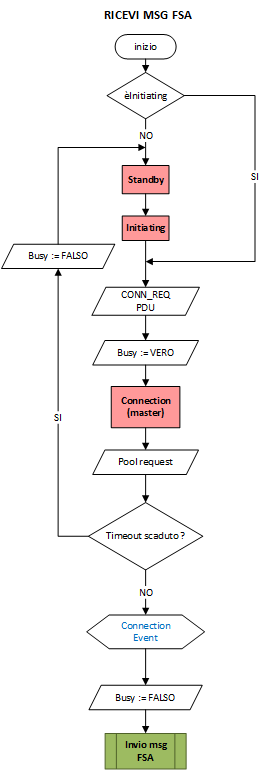 RICEVI MSG FSA
inizio
èInitiating
NO
SI
Standby
Initiating
Busy := FALSO
CONN_REQ
PDU
Busy := VERO
Connection
(master)
SI
Pool request
Timeout scaduto ?
NO
Connection
Event
Busy := FALSO
Invio msg
FSA